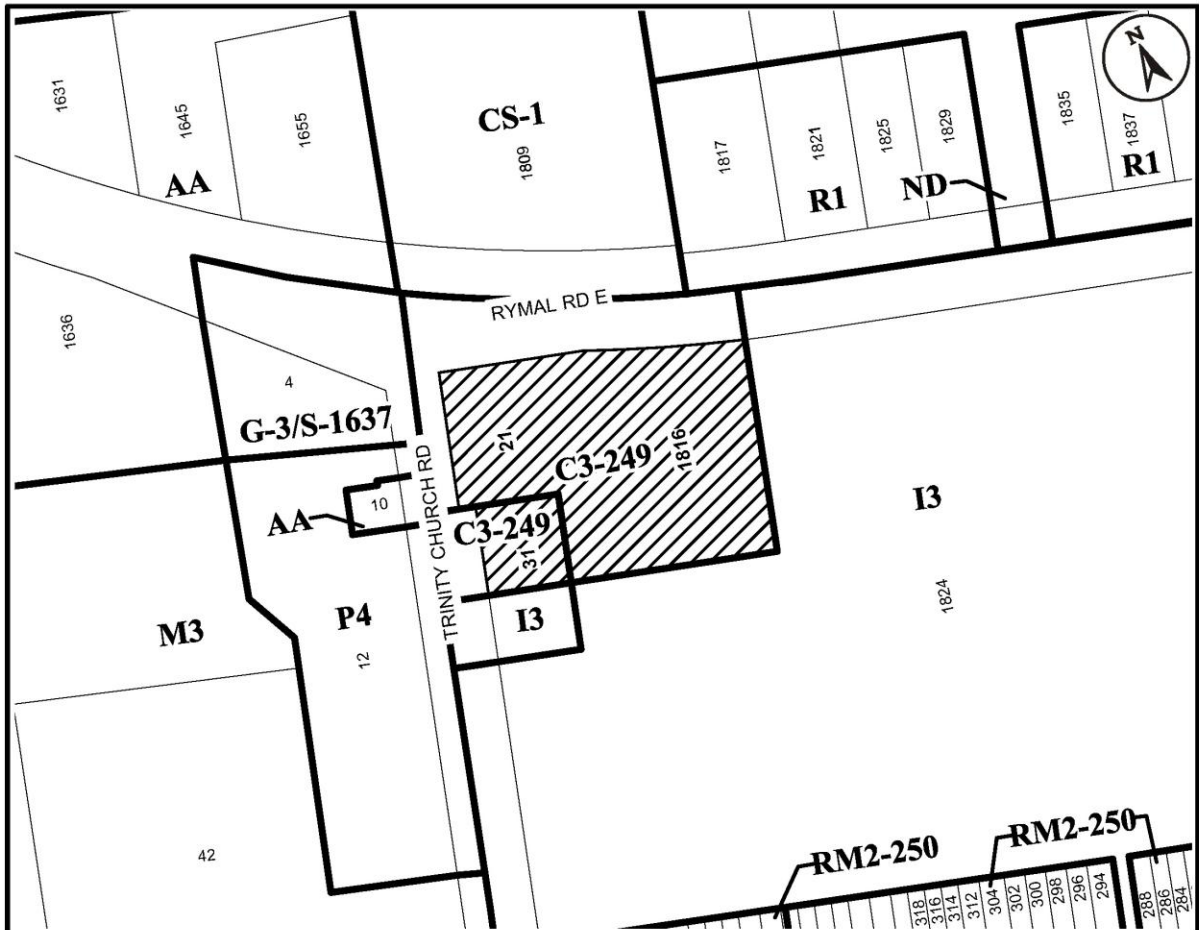 N
1631
1645
1655
AA
CS-1
1809
1817
1821
1825
1829
R1
ND
1835
1837
R1
RYMAL RD E
1636
4
G-3/S-1637
TRINITY CHURCH RD
21
C3-249
1816
10
AA
C3-249
31
I3
1824
I3
M3
P4
12
42
RM2-250
RM2-250
318
316
314
312
304
302
300
298
296
294
288
286
284